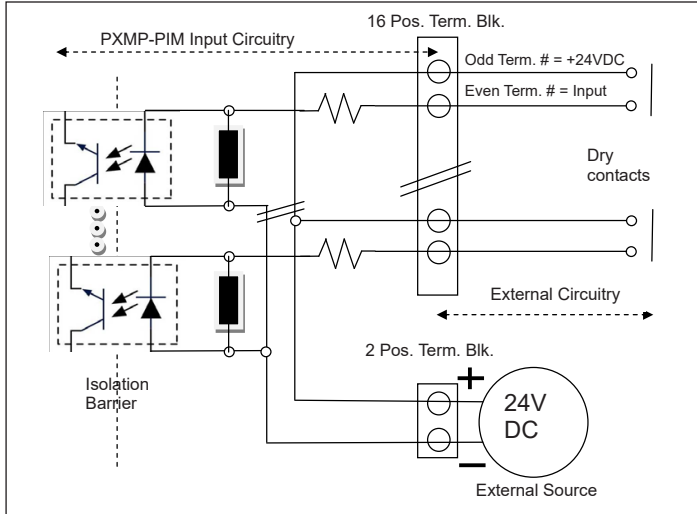 16 Pos. Term. Blk.
PXMP-PIM Input Circuitry
Odd Term. # = +24VDC
Even Term. # = Input
Dry
contacts
External Circuitry
2 Pos. Term. Blk.
Isolation
Barrier
+
24V
DC
−
External Source